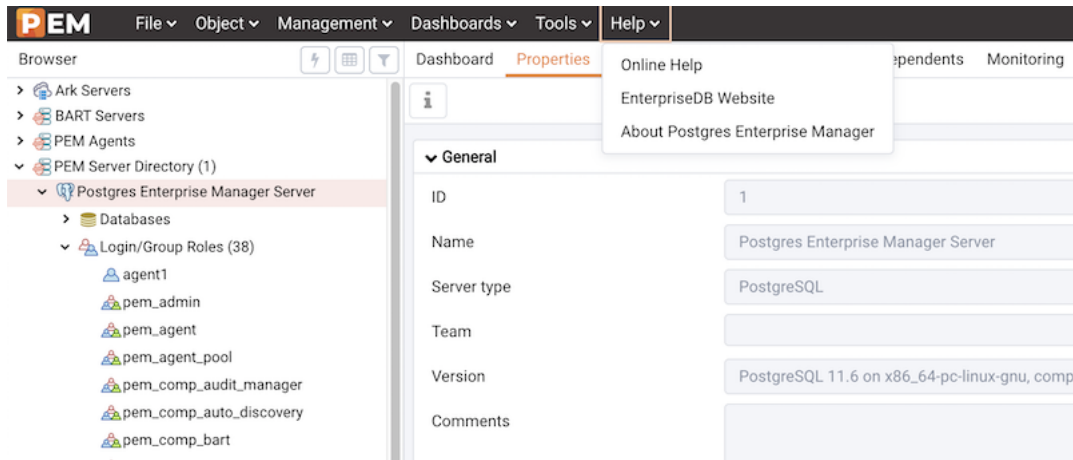 PEM File Object Management Dashboards Tools Help
Browser
Dashboard Properties pendents Monitoring
Online Help
EnterpriseDB Website
About Postgres Enterprise Manager
Ark Servers
BART Servers
PEM Agents
PEM Server Directory (1)
Postgres Enterprise Manager Server
Databases
Login/Group Roles (38)
agent1
pem_admin
pem_agent
pem_agent_pool
pem_comp_audit_manager
pem_comp_auto_discovery
pem_comp_bart
General
ID 1
Name Postgres Enterprise Manager Server
Server type PostgreSQL
Team
Version PostgreSQL 11.6 on x86_64-pc-linux-gnu, comp
Comments